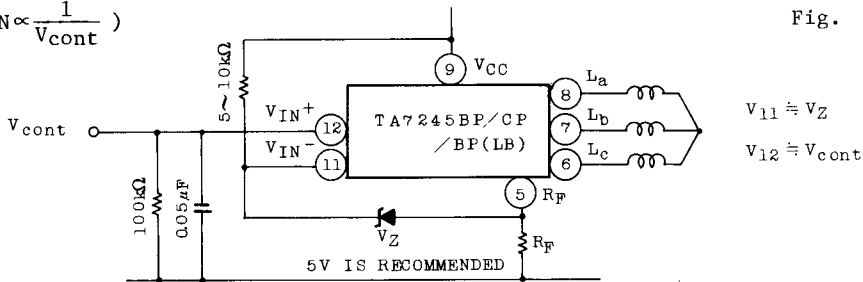 N∝ 1/Vcont )
Fig.
9 VCC
5~10kΩ
VIN+ 12
VIN- 11
Vcont
TA7245BP/CP
/BP(LB)
8 La
7 Lb
6 Lc
5 RF
V11≒VZ
V12≒Vcont
100kΩ
0.05μF
VZ
RF
5V IS RECOMMENDED